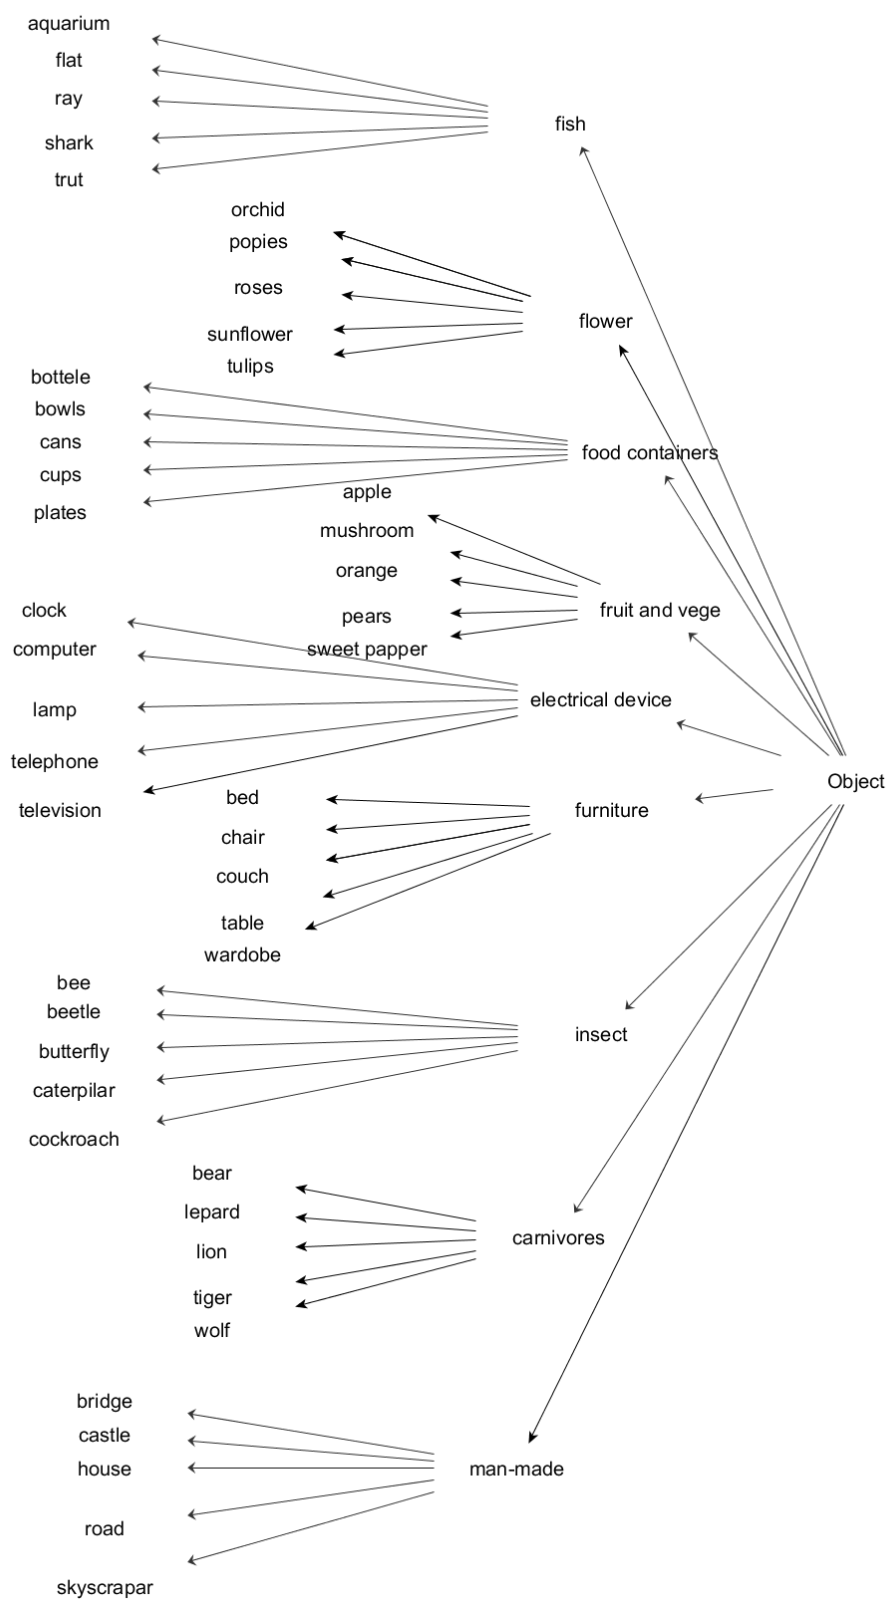 aquarium
flat
ray
shark
trut
fish
orchid
popies
roses
sunflower
tulips
flower
bottele
bowls
cans
cups
plates
food containers
apple
mushroom
orange
pears
sweet papper
fruit and vege
clock
computer
lamp
telephone
television
electrical device
Object
bed
chair
couch
table
wardobe
furniture
bee
beetle
butterfly
caterpilar
cockroach
insect
bear
lepard
lion
tiger
wolf
carnivores
bridge
castle
house
road
skyscrapar
man-made